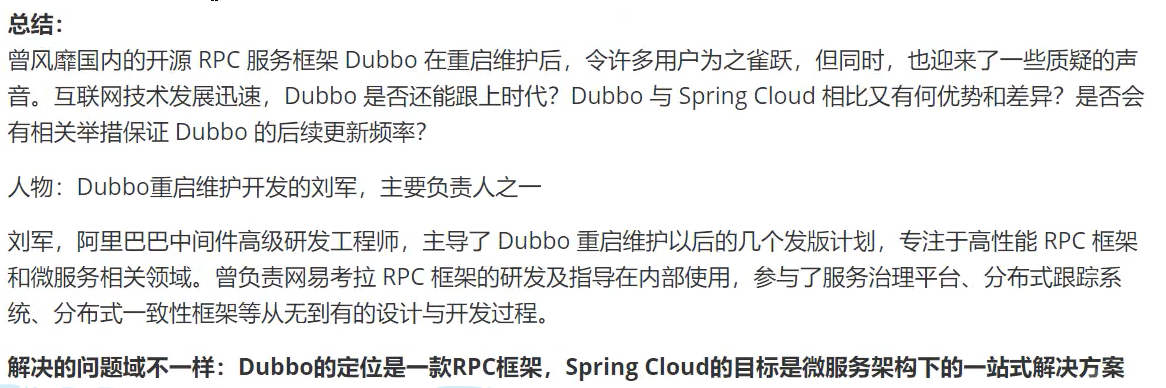 总结：
曾风靡国内的开源 RPC 服务框架 Dubbo 在重启维护后，令许多用户为之雀跃，但同时，也迎来了一些质疑的声
音。互联网技术发展迅速，Dubbo 是否还能跟上时代？Dubbo 与 Spring Cloud 相比又有何优势和差异？是否会
有相关举措保证 Dubbo 的后续更新频率？
人物：Dubbo重启维护开发的刘军，主要负责人之一
刘军，阿里巴巴中间件高级研发工程师，主导了 Dubbo 重启维护以后的几个发版计划，专注于高性能 RPC 框架
和微服务相关领域。曾负责网易考拉 RPC 框架的研发及指导在内部使用，参与了服务治理平台、分布式跟踪系
统、分布式一致性框架等从无到有的设计与开发过程。
解决的问题域不一样：Dubbo的定位是一款RPC框架，Spring Cloud的目标是微服务架构下的一站式解决方案